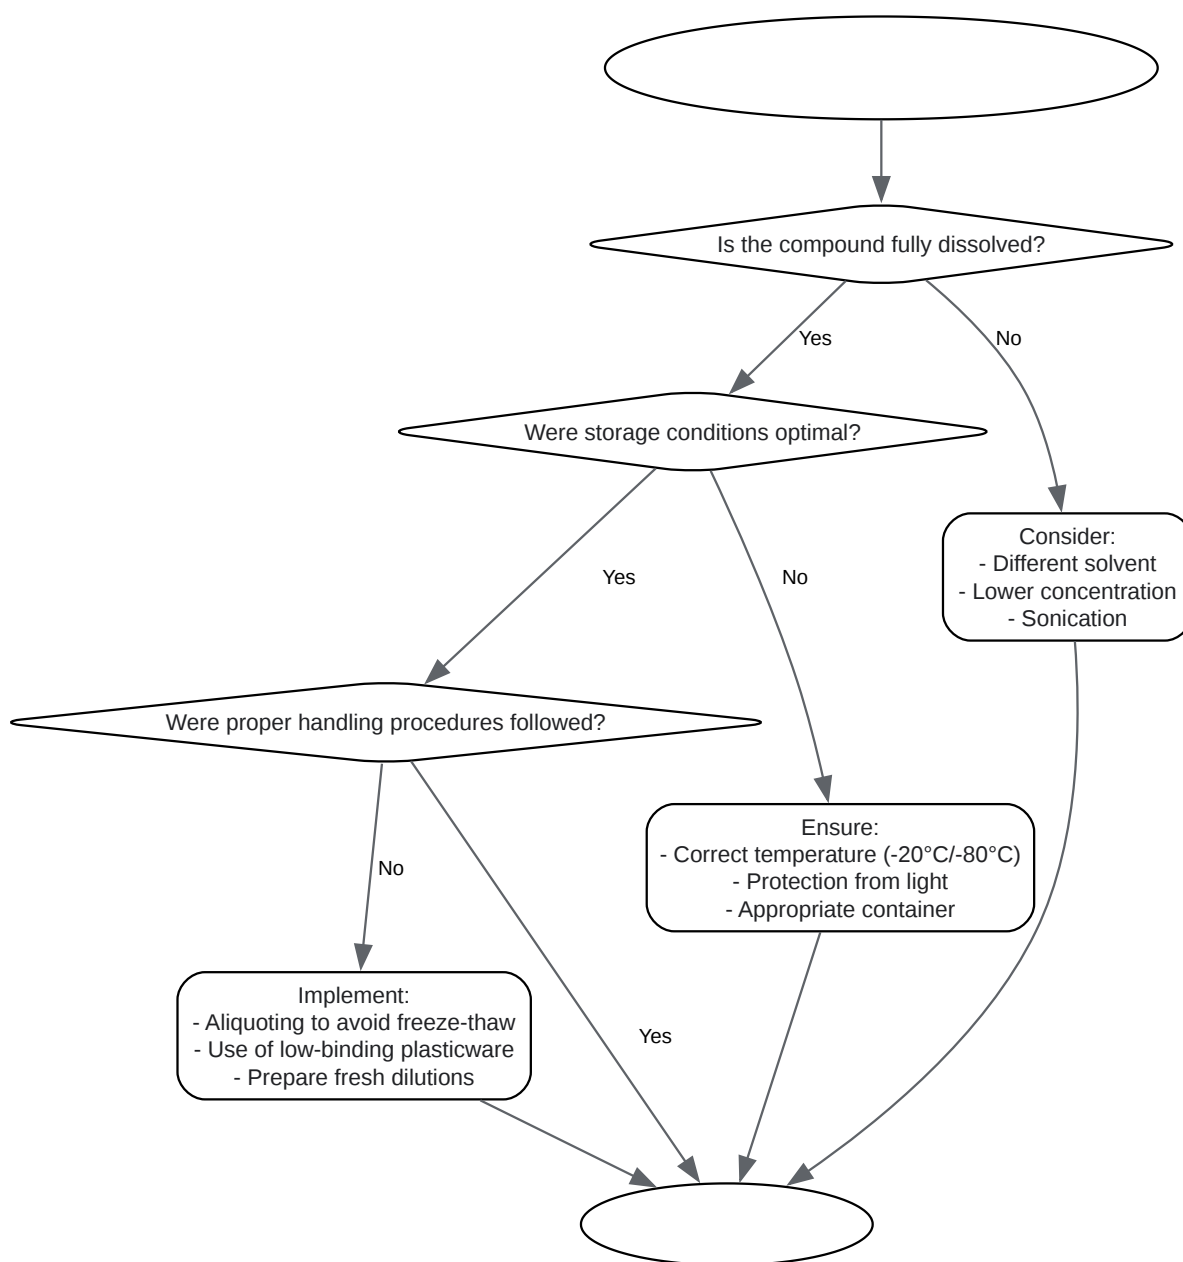 Is the compound fully dissolved?
Yes
No
Were storage conditions optimal?
Yes
No
Consider:
- Different solvent
- Lower concentration
- Sonication
Were proper handling procedures followed?
Ensure:
- Correct temperature (-20°C/-80°C)
- Protection from light
- Appropriate container
No
Implement:
- Aliquoting to avoid freeze-thaw
- Use of low-binding plasticware
- Prepare fresh dilutions
Yes